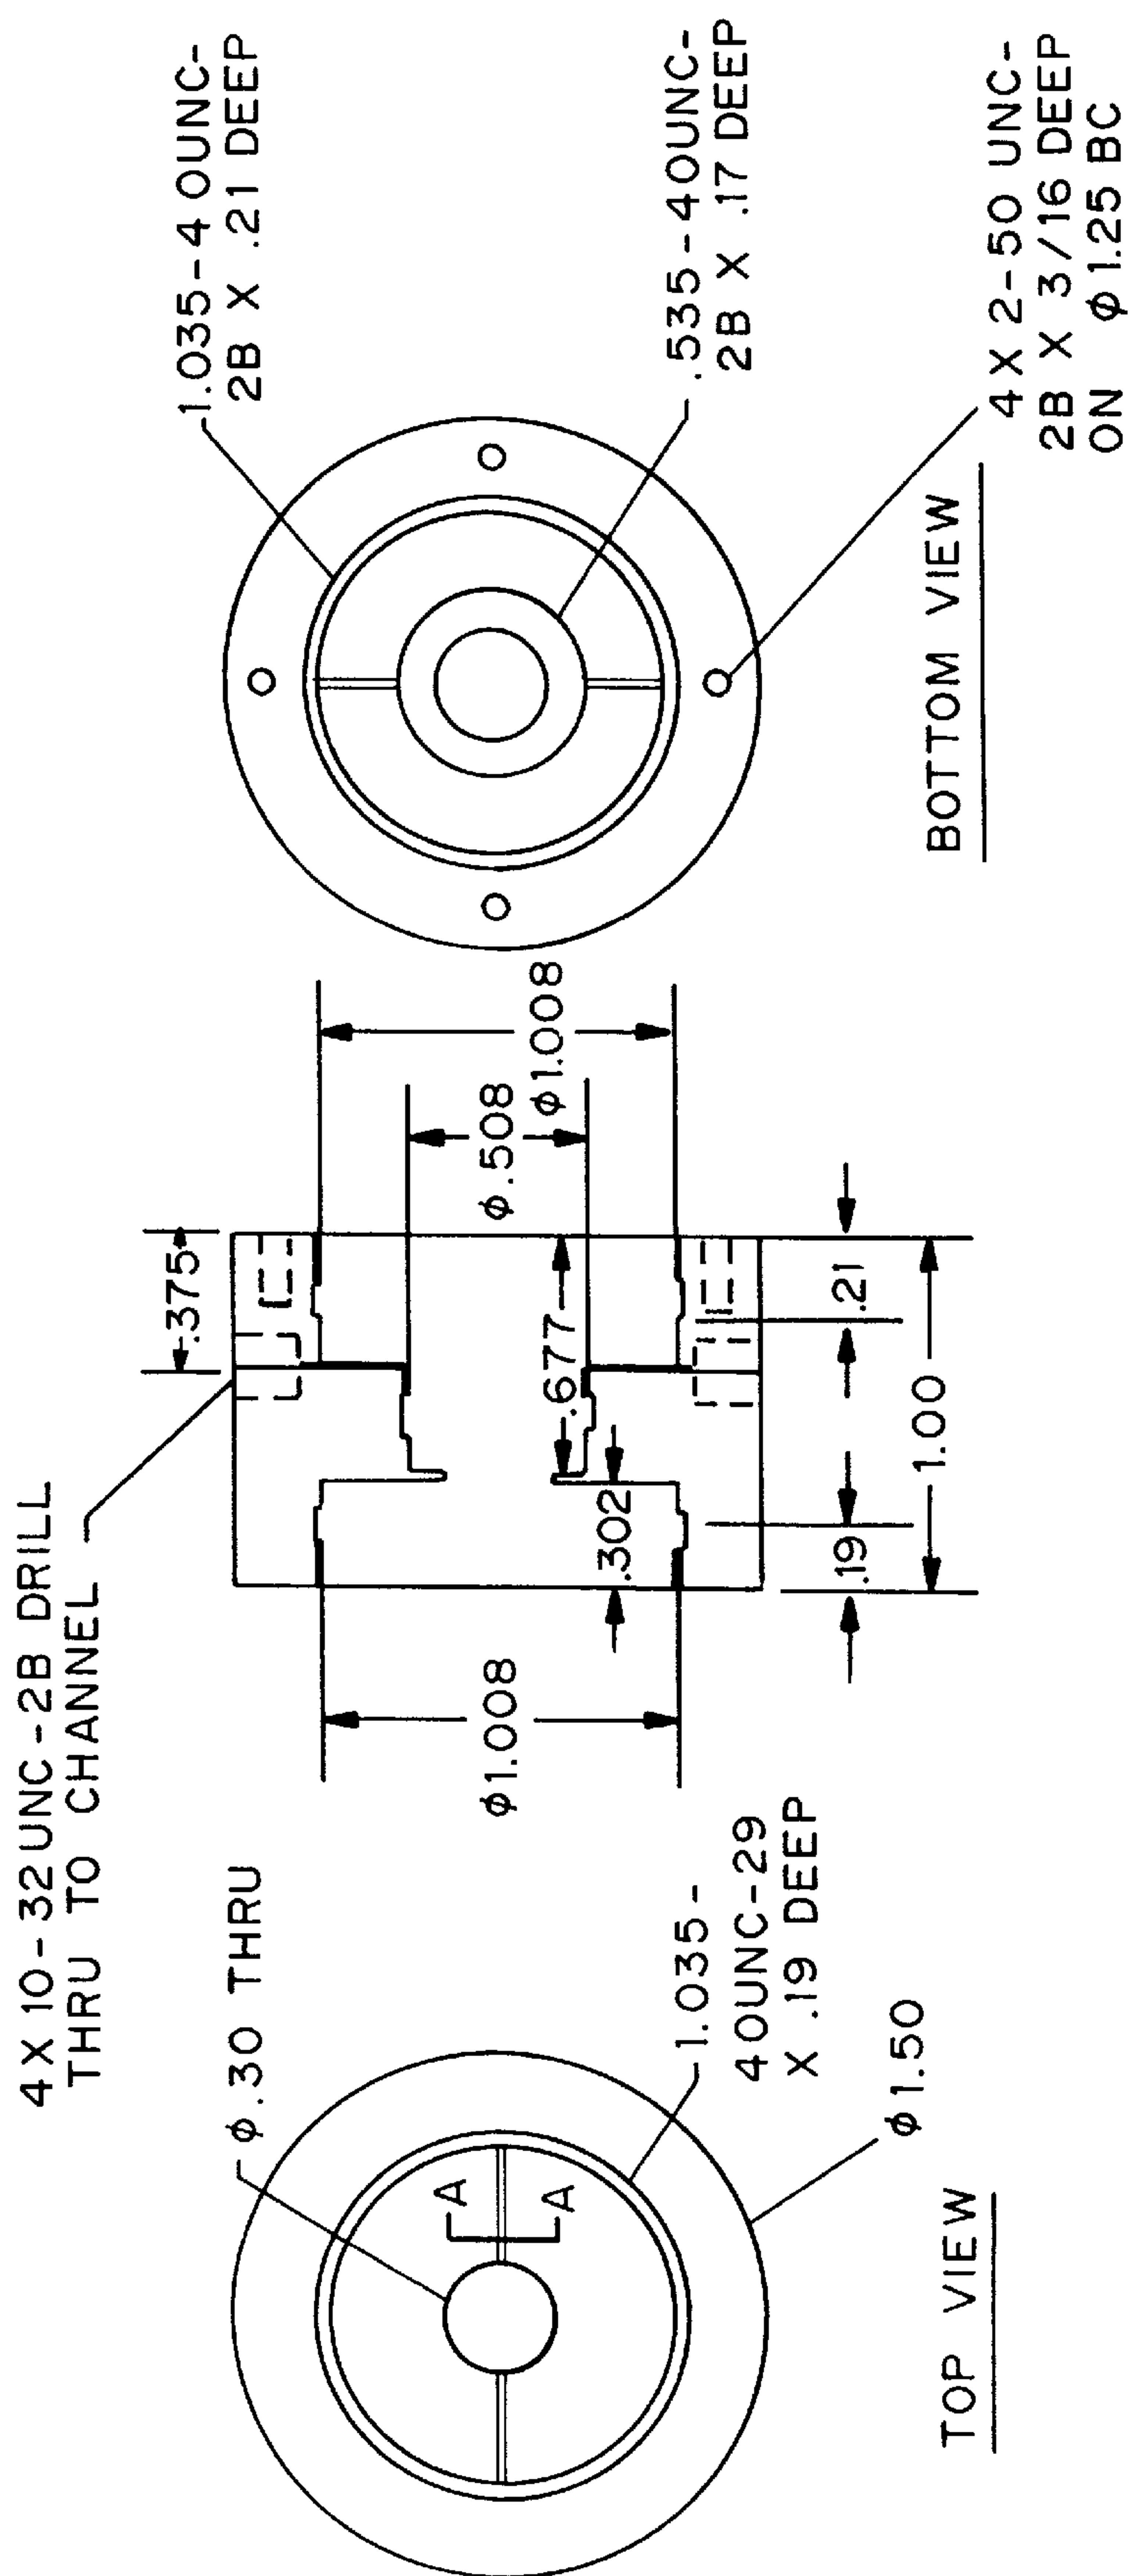 4 X 10-32 UNC-2B DRILL
THRU TO CHANNEL
φ.30 THRU
A
A
1.035-
40UNC-29
X .19 DEEP
φ1.50
TOP VIEW
φ1.008
.375
φ.508
φ1.008
.677
.302
.19
.21
1.00
1.035-40UNC-
2B X .21 DEEP
.535-40UNC-
2B X .17 DEEP
4 X 2-50 UNC-
2B X 3/16 DEEP
ON φ1.25 BC
BOTTOM VIEW